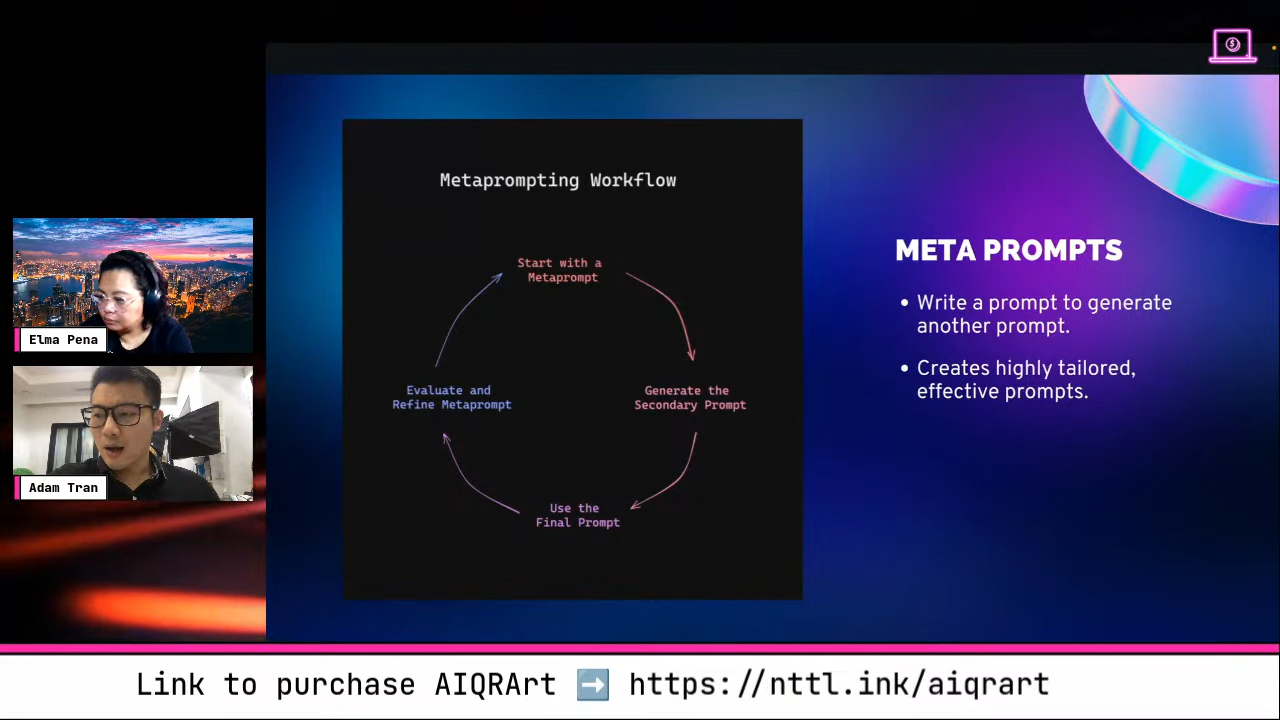 Metaprompting Workflow
Start with a
Metaprompt
Generate the
Secondary Prompt
Use the
Final Prompt
Evaluate and
Refine Metaprompt
META PROMPTS
• Write a prompt to generate
another prompt.
• Creates highly tailored,
effective prompts.
Elma Pena
Adam Tran
Link to purchase AIQRArt ➡️ https://nttl.ink/aiqrart